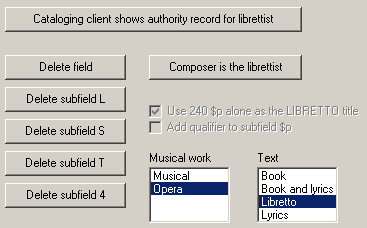 Cataloging client shows authority record for librettist
Delete field
Composer is the librettist
Delete subfield L
Delete subfield S
Delete subfield T
Delete subfield 4
Use 240 $p alone as the LIBRETTO title
Add qualifier to subfield $p
Musical work
Musical
Opera
Text
Book
Book and lyrics
Libretto
Lyrics